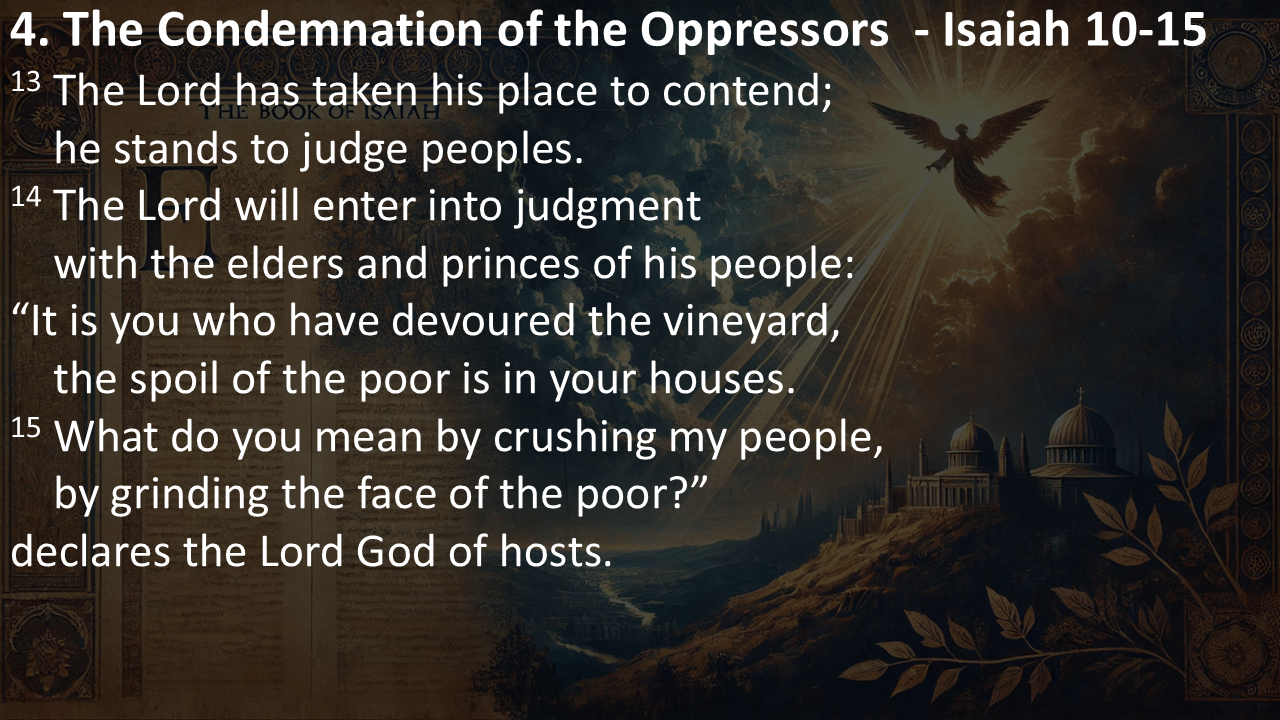 4. The Condemnation of the Oppressors - Isaiah 10-15
13 The Lord has taken his place to contend;
THE BOOK OF ISAIAH
he stands to judge peoples.
14 The Lord will enter into judgment
with the elders and princes of his people:
“It is you who have devoured the vineyard,
the spoil of the poor is in your houses.
15 What do you mean by crushing my people,
by grinding the face of the poor?”
declares the Lord God of hosts.